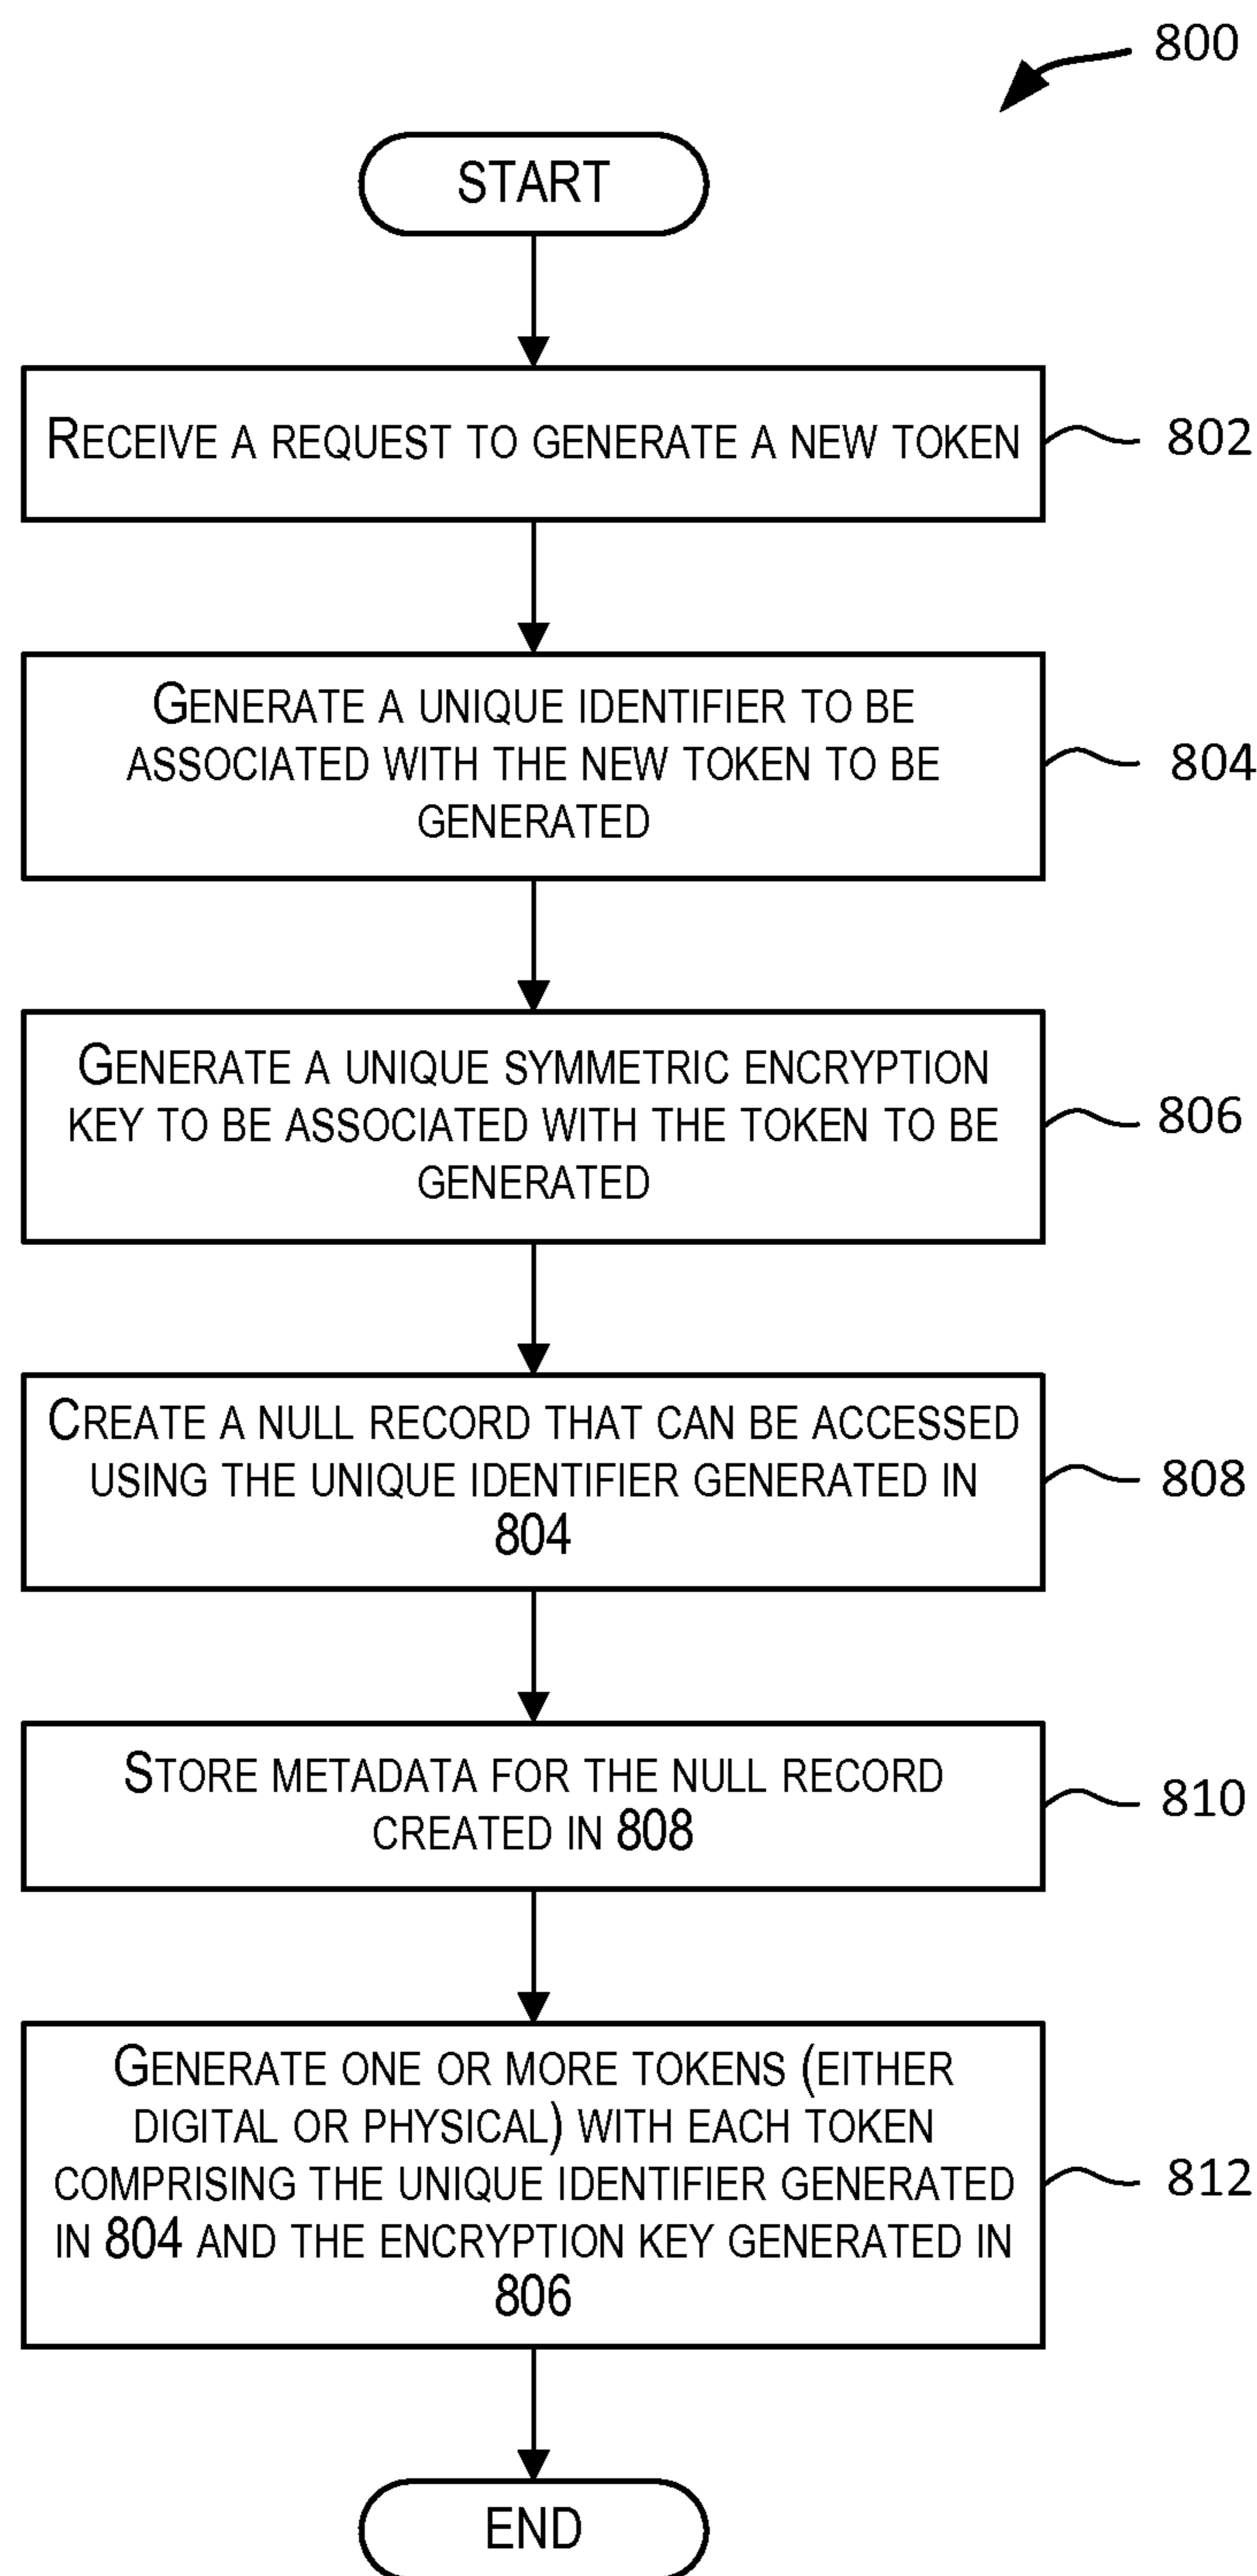 800
START
RECEIVE A REQUEST TO GENERATE A NEW TOKEN
802
GENERATE A UNIQUE IDENTIFIER TO BE
ASSOCIATED WITH THE NEW TOKEN TO BE
GENERATED
804
GENERATE A UNIQUE SYMMETRIC ENCRYPTION
KEY TO BE ASSOCIATED WITH THE TOKEN TO BE
GENERATED
806
CREATE A NULL RECORD THAT CAN BE ACCESSED
USING THE UNIQUE IDENTIFIER GENERATED IN
804
808
STORE METADATA FOR THE NULL RECORD
CREATED IN 808
810
GENERATE ONE OR MORE TOKENS (EITHER
DIGITAL OR PHYSICAL) WITH EACH TOKEN
COMPRISING THE UNIQUE IDENTIFIER GENERATED
IN 804 AND THE ENCRYPTION KEY GENERATED IN
806
812
END